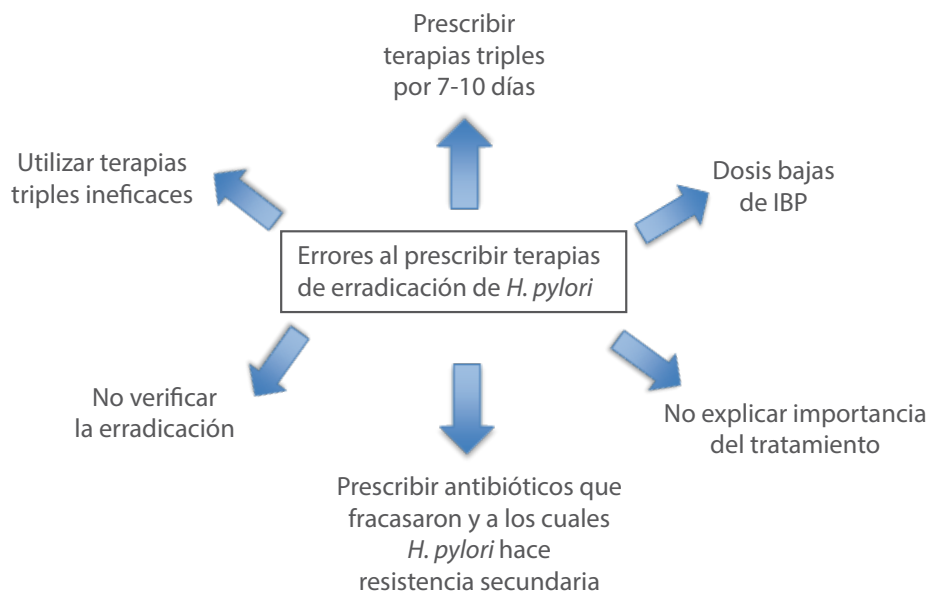 Prescribir
terapias triples
por 7-10 días
Utilizar terapias
triples ineficaces
Dosis bajas
de IBP
Errores al prescribir terapias
de erradicación de H. pylori
No verificar
la erradicación
No explicar importancia
del tratamiento
Prescribir antibióticos que
fracasaron y a los cuales
H. pylori hace
resistencia secundaria